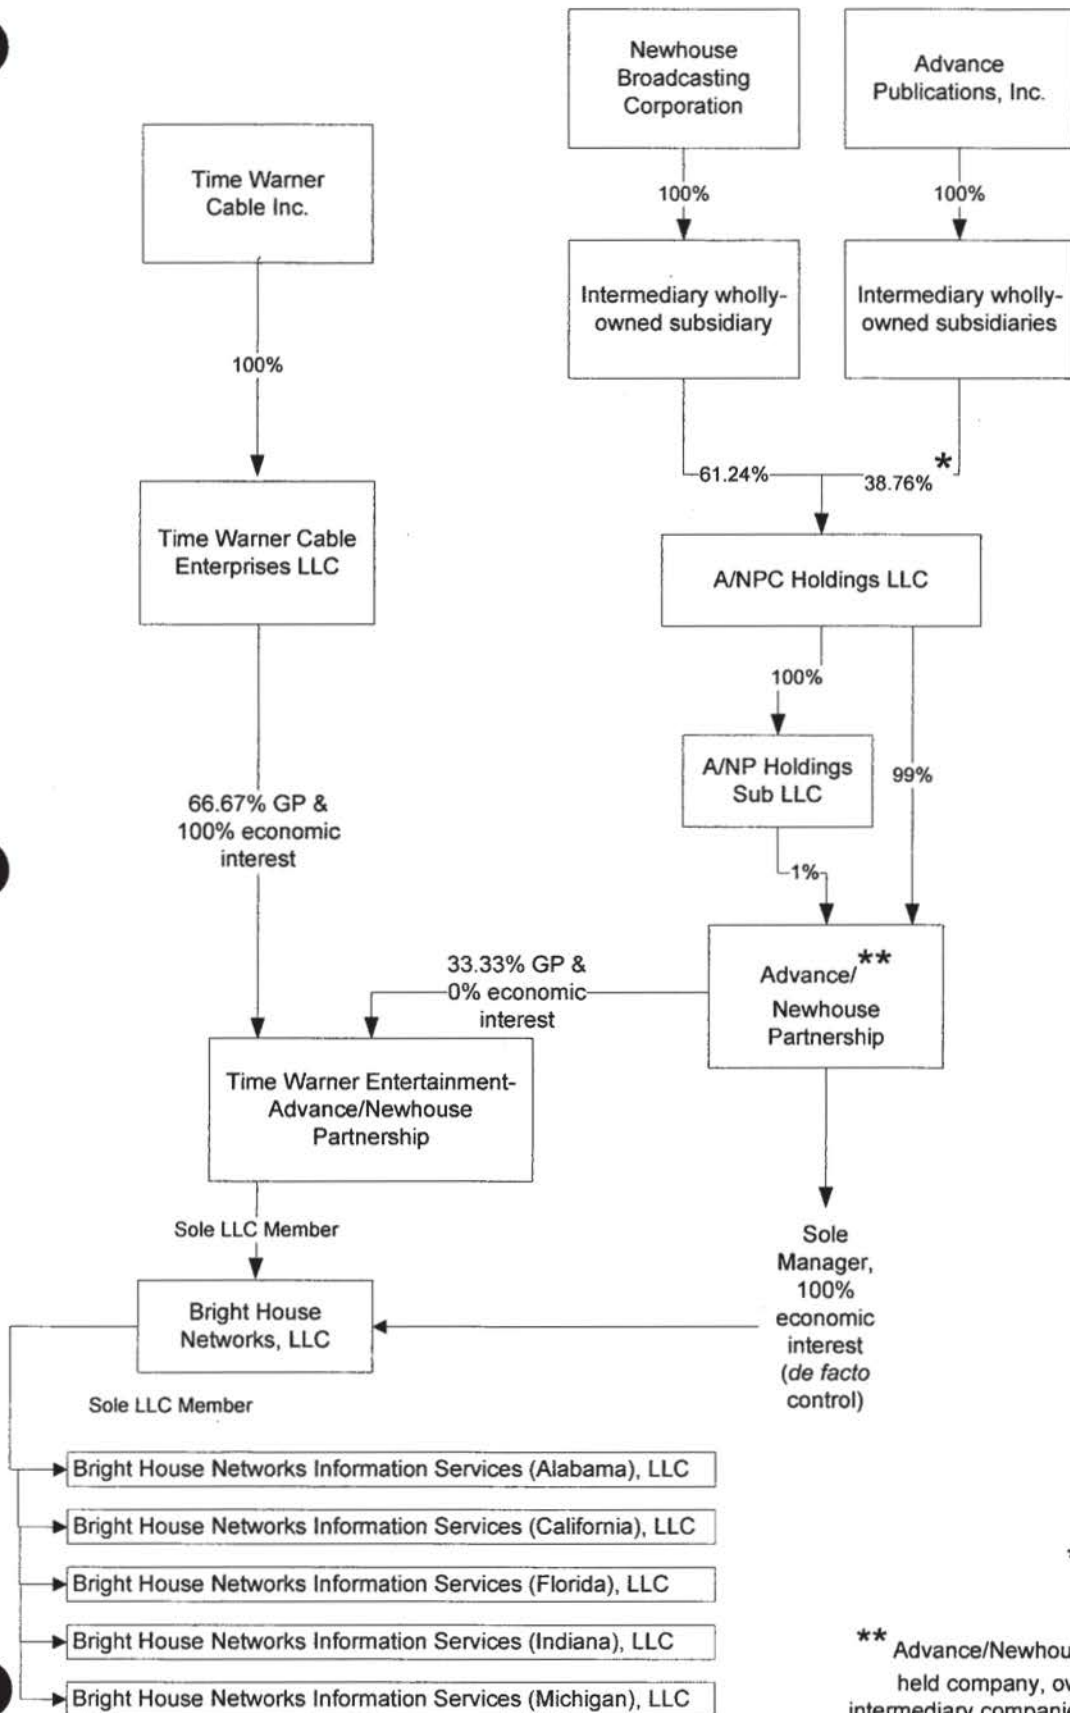 Newhouse
Broadcasting
Corporation
Advance
Publications, Inc.
Time Warner
Cable Inc.
100%
100%
Intermediary wholly-
owned subsidiary
Intermediary wholly-
owned subsidiaries
100%
61.24%
38.76%*
Time Warner Cable
Enterprises LLC
A/NPC Holdings LLC
100%
A/NP Holdings
Sub LLC
99%
66.67% GP &
100% economic
interest
1%
33.33% GP &
0% economic
interest
Advance/**
Newhouse
Partnership
Time Warner Entertainment-
Advance/Newhouse
Partnership
Sole LLC Member
Sole
Manager,
100%
economic
interest
(de facto
control)
Bright House
Networks, LLC
Sole LLC Member
Bright House Networks Information Services (Alabama), LLC
Bright House Networks Information Services (California), LLC
Bright House Networks Information Services (Florida), LLC
Bright House Networks Information Services (Indiana), LLC
Bright House Networks Information Services (Michigan), LLC
** Advance/Newhou
held company, ov
intermediary companie